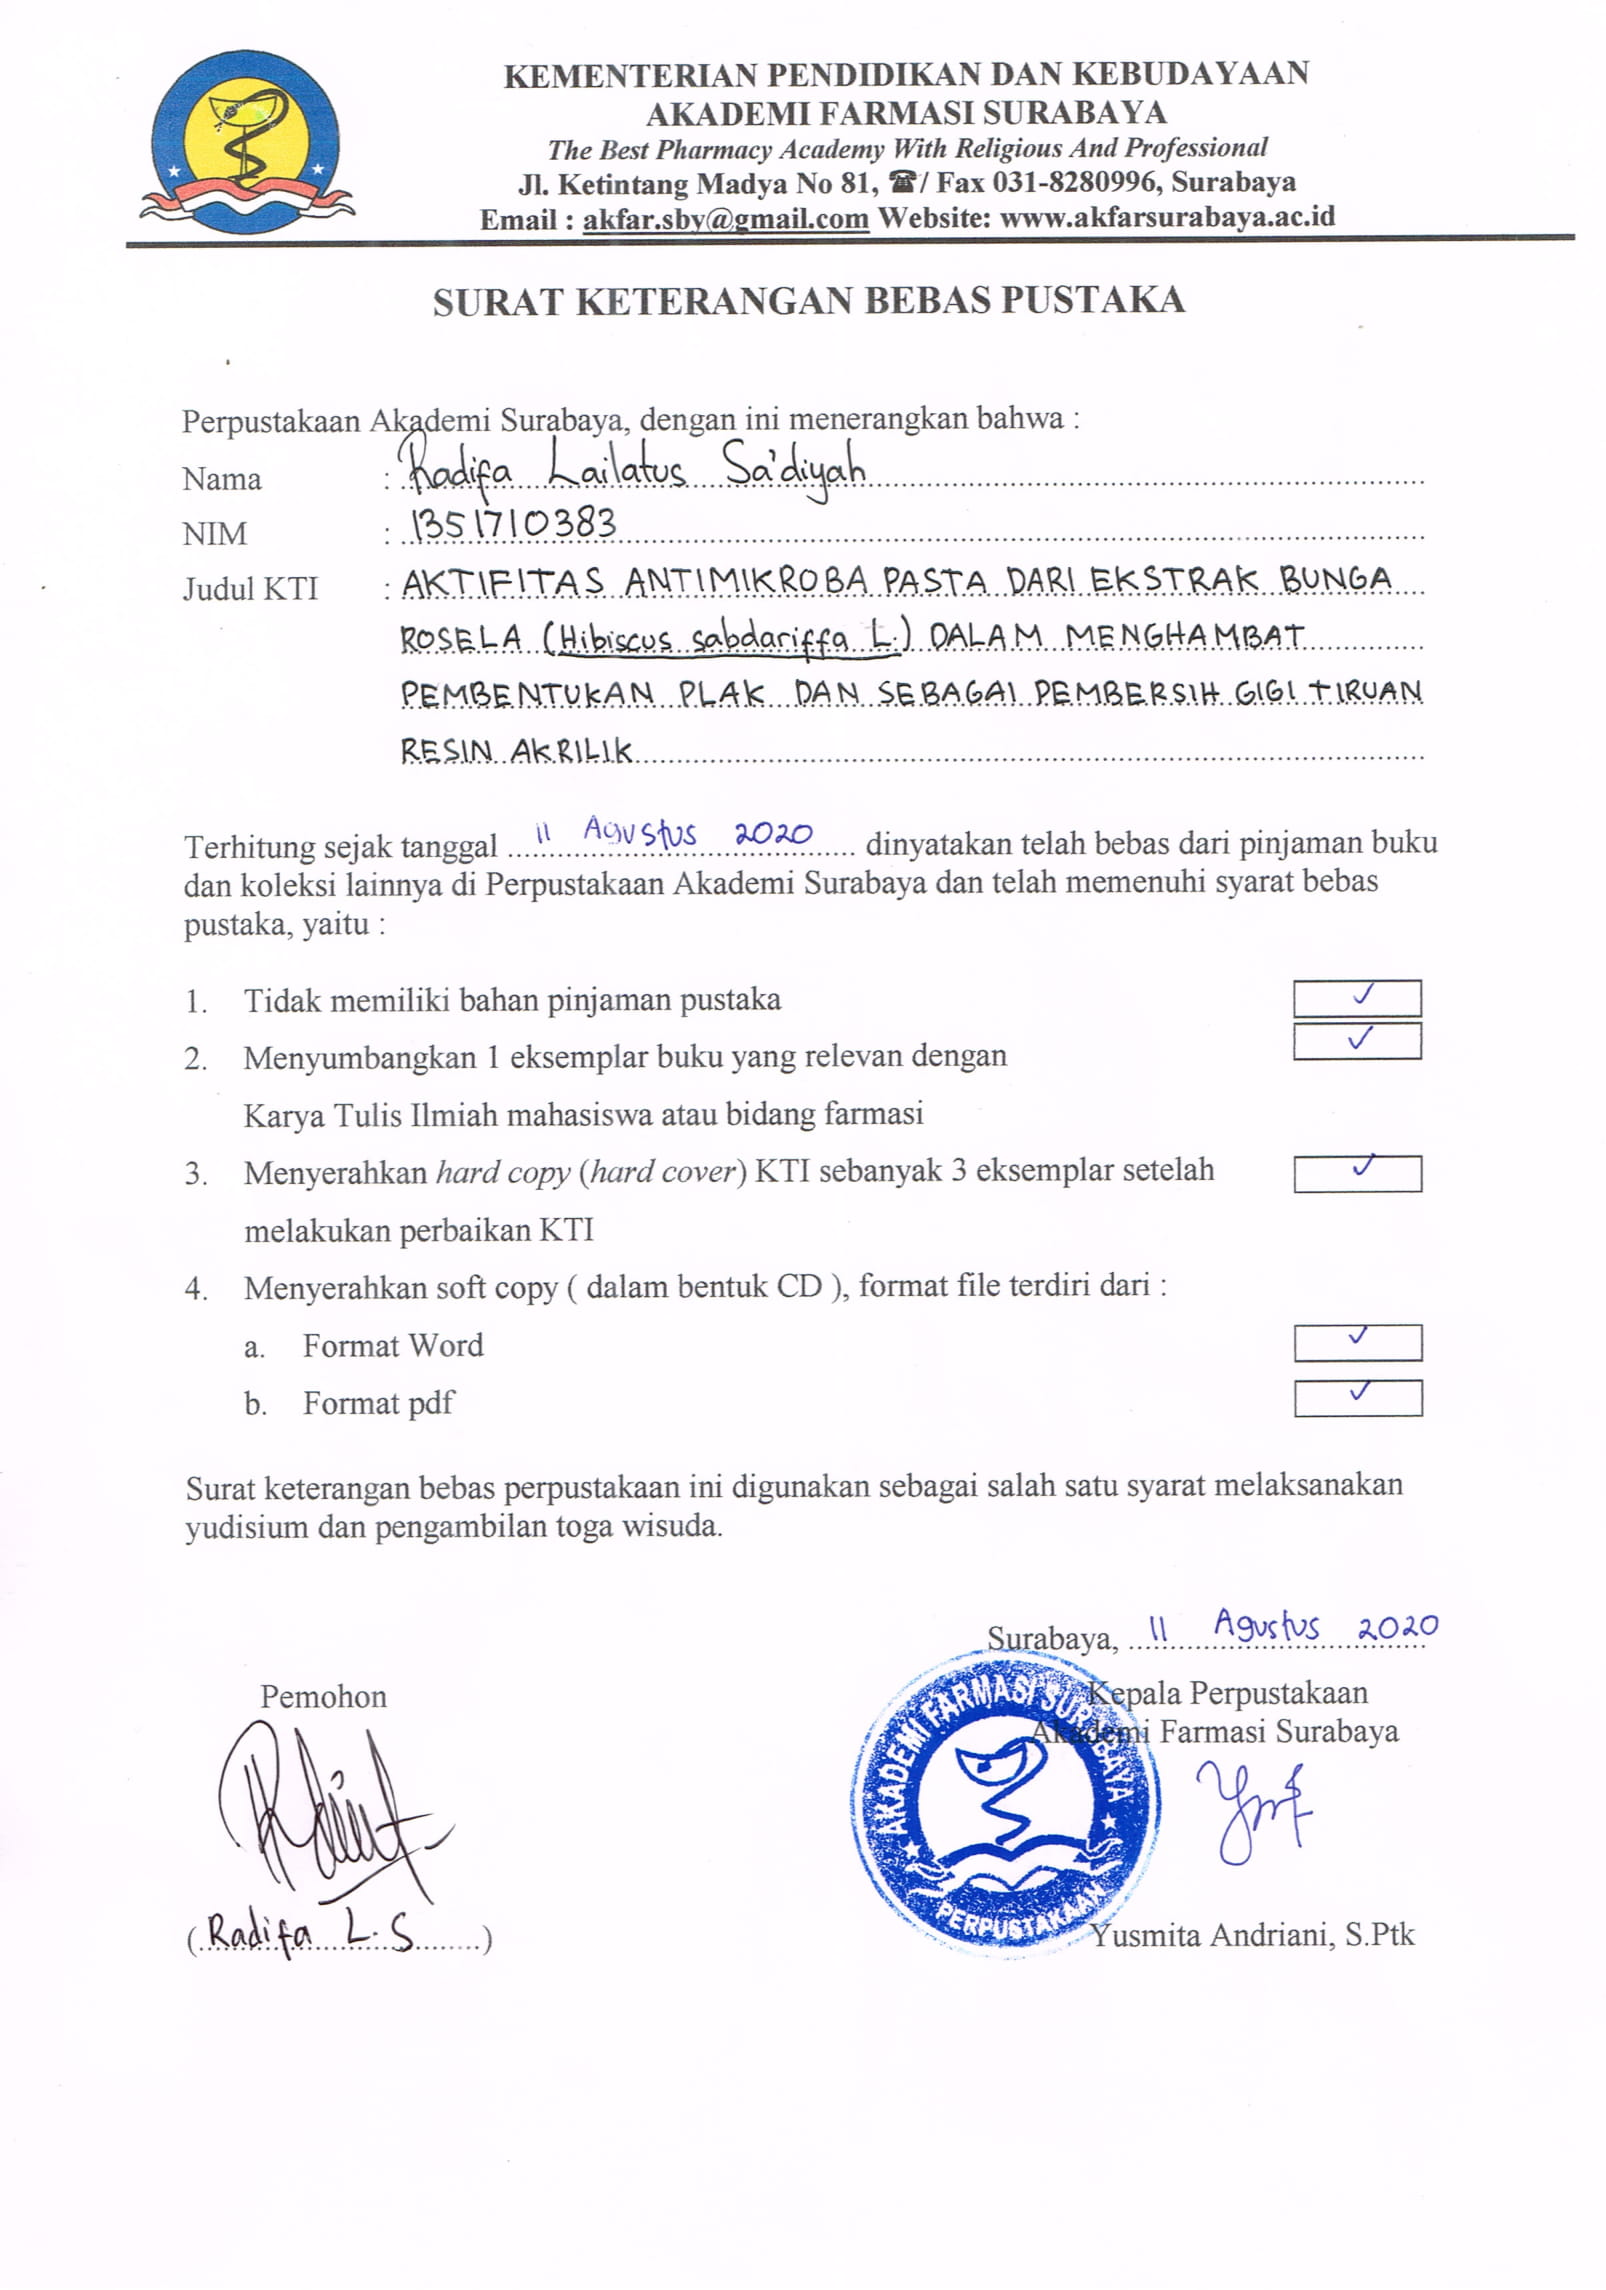 KEMENTERIAN PENDIDIKAN DAN KEBUDAYAAN
AKADEMI FARMASI SURABAYA
The Best Pharmacy Academy With Religious And Professional
Jl. Ketintang Madya No 81, ☎/ Fax 031-8280996, Surabaya
Email : akfar.sby@gmail.com Website: www.akfarsurabaya.ac.id
SURAT KETERANGAN BEBAS PUSTAKA
Perpustakaan Akademi Surabaya, dengan ini menerangkan bahwa :
Nama : Radifa Lailatus Sa'diyah
NIM : 1351710383
Judul KTI : AKTIFITAS ANTIMIKROBA PASTA DARI EKSTRAK BUNGA
ROSELA (Hibiscus sabdariffa L.) DALAM MENGHAMBAT
PEMBENTUKAN PLAK DAN SEBAGAI PEMBERSIH GIGI TIRUAN
RESIN AKRILIK
Terhitung sejak tanggal 11 Agustus 2020 dinyatakan telah bebas dari pinjaman buku
dan koleksi lainnya di Perpustakaan Akademi Surabaya dan telah memenuhi syarat bebas
pustaka, yaitu :
1. Tidak memiliki bahan pinjaman pustaka ✓
2. Menyumbangkan 1 eksemplar buku yang relevan dengan ✓
Karya Tulis Ilmiah mahasiswa atau bidang farmasi
3. Menyerahkan hard copy (hard cover) KTI sebanyak 3 eksemplar setelah ✓
melakukan perbaikan KTI
4. Menyerahkan soft copy ( dalam bentuk CD ), format file terdiri dari :
a. Format Word ✓
b. Format pdf ✓
Surat keterangan bebas perpustakaan ini digunakan sebagai salah satu syarat melaksanakan
yudisium dan pengambilan toga wisuda.
Surabaya, 11 Agustus 2020
Pemohon
Kepala Perpustakaan
Akademi Farmasi Surabaya
AKADEMI FARMASI SURABAYA
PERPUSTAKAAN
(Radifa L.S)
Yusmita Andriani, S.Ptk